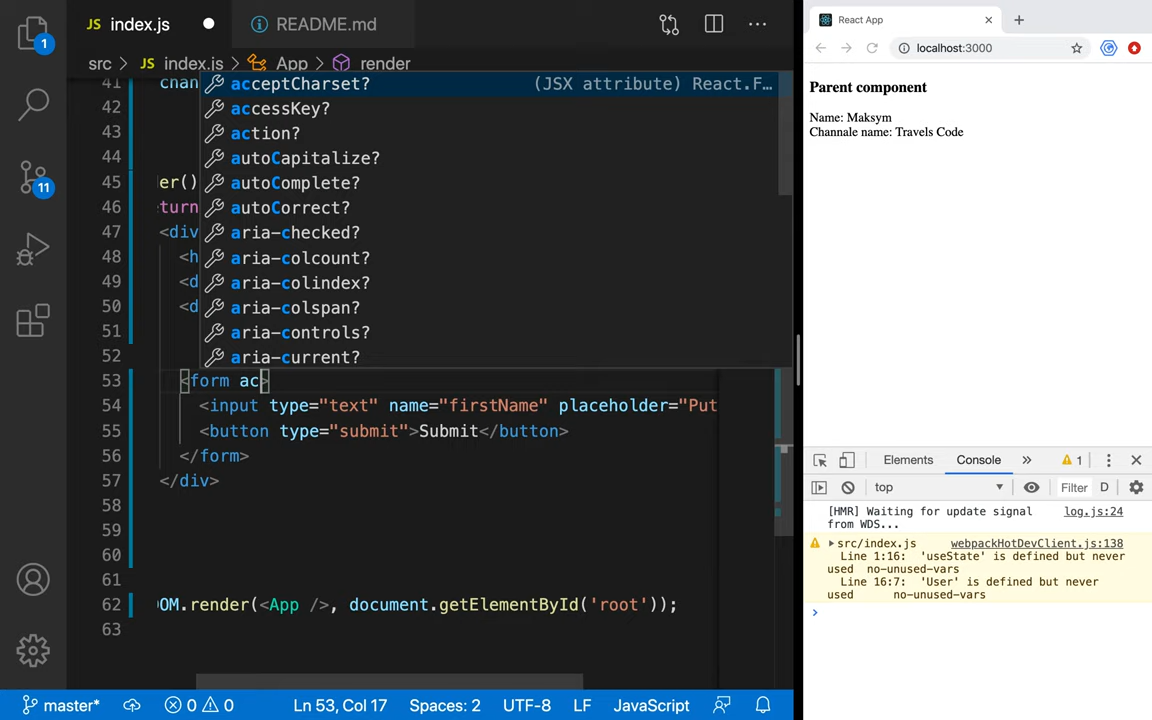 JS index.js
README.md
src > JS index.js > App > render
41 chan
42
43
44
45 er()
46 turn
47 <div
48 <h
49 <d
50 <d
51
52
acceptCharset? (JSX attribute) React.F…
accessKey?
action?
autoCapitalize?
autoComplete?
autoCorrect?
aria-checked?
aria-colcount?
aria-colindex?
aria-colspan?
aria-controls?
aria-current?
53 <form ac>
54 <input type="text" name="firstName" placeholder="Put
55 <button type="submit">Submit</button>
56 </form>
57 </div>
58
59
60
61
62 OM.render(<App />, document.getElementById('root'));
63
1
11
master* 0 0 Ln 53, Col 17 Spaces: 2 UTF-8 LF JavaScript
React App
localhost:3000
Parent component
Name: Maksym
Channale name: Travels Code
Elements Console » 1
top Filter D
[HMR] Waiting for update signal log.js:24
from WDS...
src/index.js webpackHotDevClient.js:138
Line 1:16: 'useState' is defined but never
used no-unused-vars
Line 16:7: 'User' is defined but never
used no-unused-vars